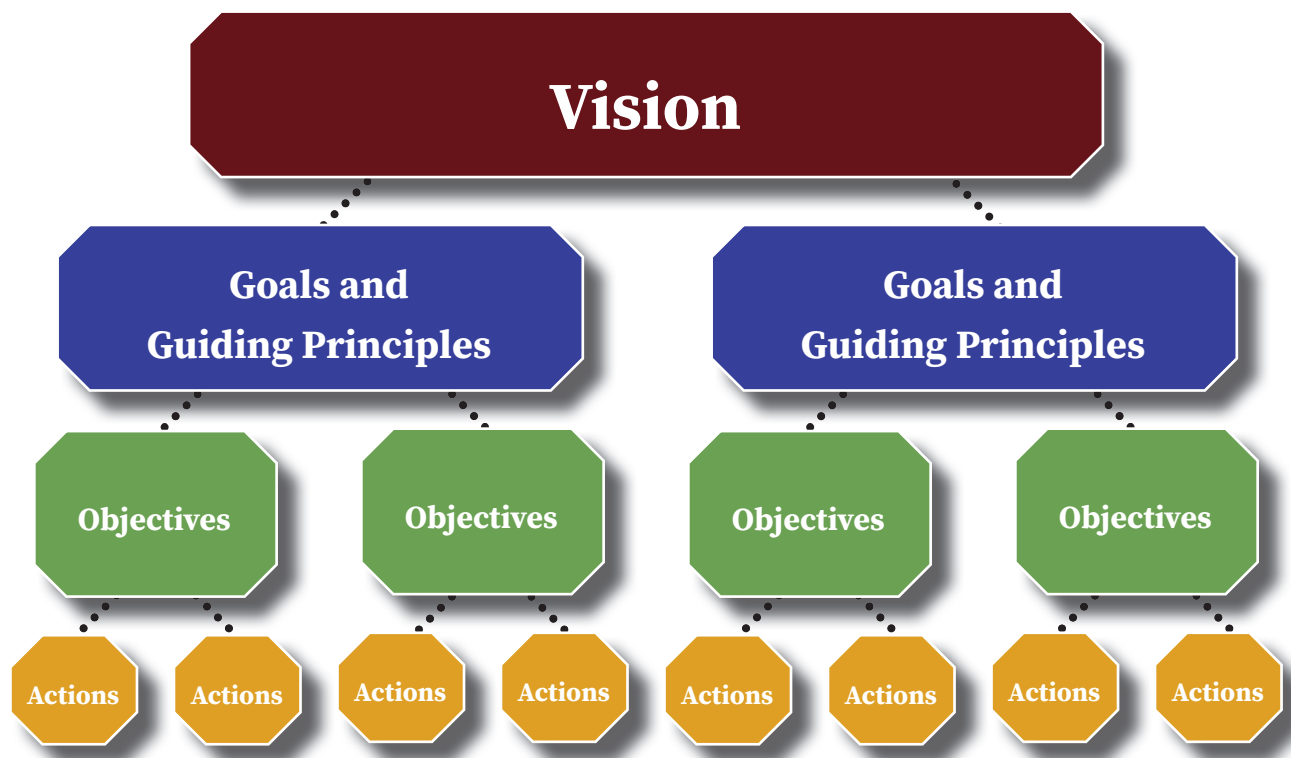 Vision
Goals and
Guiding Principles
Goals and
Guiding Principles
Objectives
Objectives
Objectives
Objectives
Actions
Actions
Actions
Actions
Actions
Actions
Actions
Actions